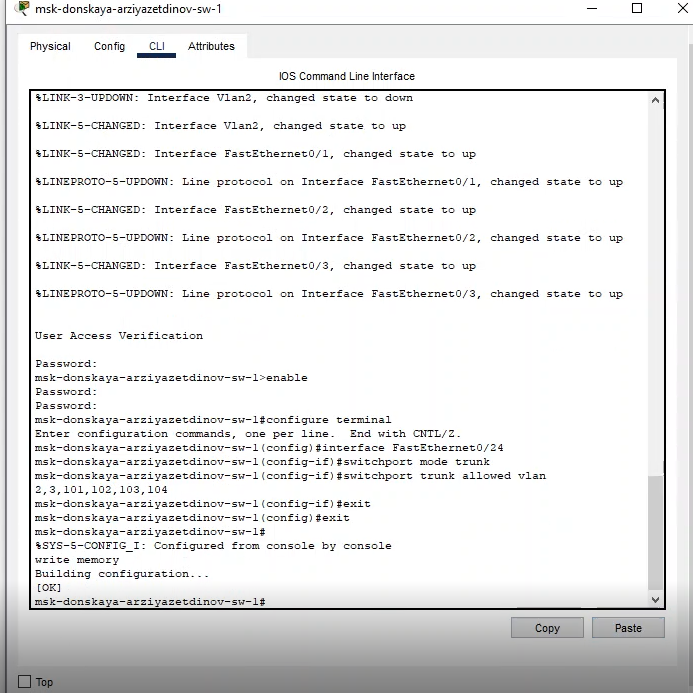 msk-donskaya-arziyazetdinov-sw-1
Physical Config CLI Attributes
IOS Command Line Interface
%LINK-3-UPDOWN: Interface Vlan2, changed state to down
%LINK-5-CHANGED: Interface Vlan2, changed state to up
%LINK-5-CHANGED: Interface FastEthernet0/1, changed state to up
%LINEPROTO-5-UPDOWN: Line protocol on Interface FastEthernet0/1, changed state to up
%LINK-5-CHANGED: Interface FastEthernet0/2, changed state to up
%LINEPROTO-5-UPDOWN: Line protocol on Interface FastEthernet0/2, changed state to up
%LINK-5-CHANGED: Interface FastEthernet0/3, changed state to up
%LINEPROTO-5-UPDOWN: Line protocol on Interface FastEthernet0/3, changed state to up
User Access Verification
Password:
msk-donskaya-arziyazetdinov-sw-1>enable
Password:
Password:
msk-donskaya-arziyazetdinov-sw-1#configure terminal
Enter configuration commands, one per line.  End with CNTL/Z.
msk-donskaya-arziyazetdinov-sw-1(config)#interface FastEthernet0/24
msk-donskaya-arziyazetdinov-sw-1(config-if)#switchport mode trunk
msk-donskaya-arziyazetdinov-sw-1(config-if)#switchport trunk allowed vlan
2,3,101,102,103,104
msk-donskaya-arziyazetdinov-sw-1(config-if)#exit
msk-donskaya-arziyazetdinov-sw-1(config)#exit
msk-donskaya-arziyazetdinov-sw-1#
%SYS-5-CONFIG_I: Configured from console by console
write memory
Building configuration...
[OK]
msk-donskaya-arziyazetdinov-sw-1#
Copy Paste
Top